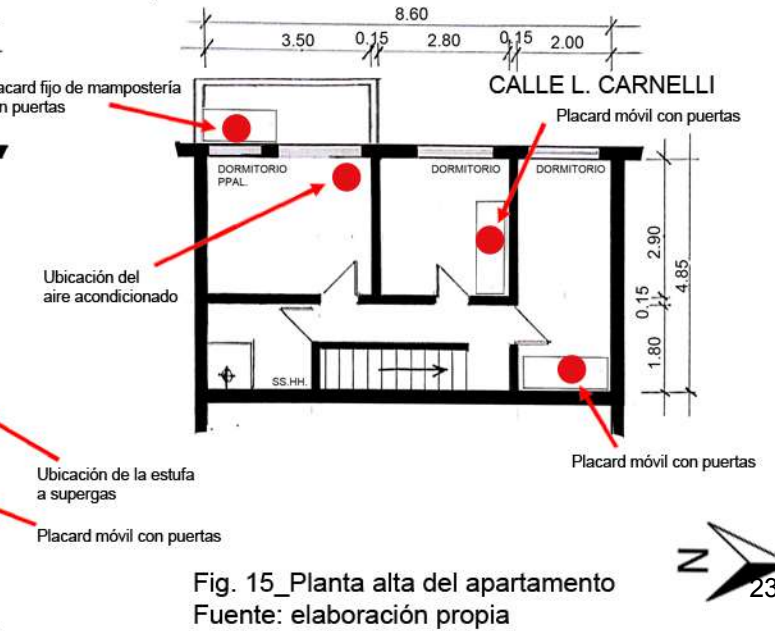 8.60
3.50 0.15 2.80 0.15 2.00
CALLE L. CARNELLI
acard fijo de mampostería
n puertas
Placard móvil con puertas
DORMITORIO
PPAL.
DORMITORIO
DORMITORIO
2.90
4.85
0.15
1.80
Ubicación del
aire acondicionado
SS.HH.
Ubicación de la estufa
a supergas
Placard móvil con puertas
Placard móvil con puertas
N
23
Fig. 15_Planta alta del apartamento
Fuente: elaboración propia